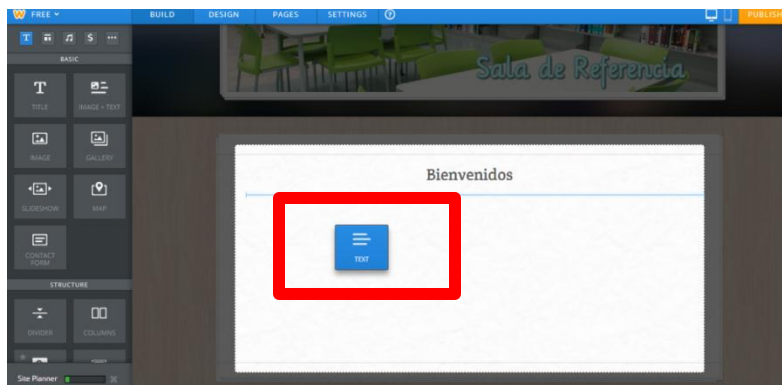 FREE
BUILD DESIGN PAGES SETTINGS ?
PUBLISH
T $ ...
BASIC
T
TITLE
IMAGE + TEXT
IMAGE
GALLERY
SLIDESHOW
MAP
CONTACT
FORM
STRUCTURE
DIVIDER
COLUMNS
Site Planner
Sala de Referencia
Bienvenidos
TEXT